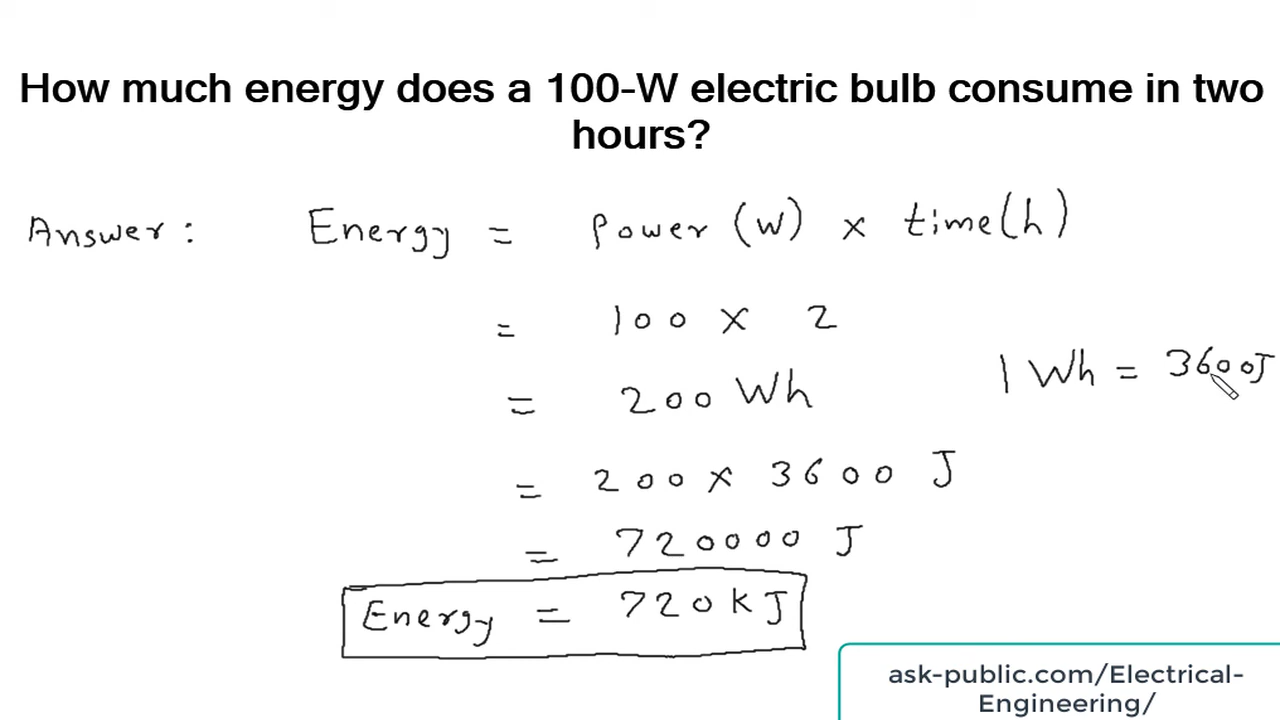 How much energy does a 100-W electric bulb consume in two
hours?
Answer : Energy = Power (W) × time(h)
= 100 × 2
= 200 Wh
1 Wh = 3600J
= 200 × 3600 J
= 720000 J
Energy = 720 kJ
ask-public.com/Electrical-
Engineering/